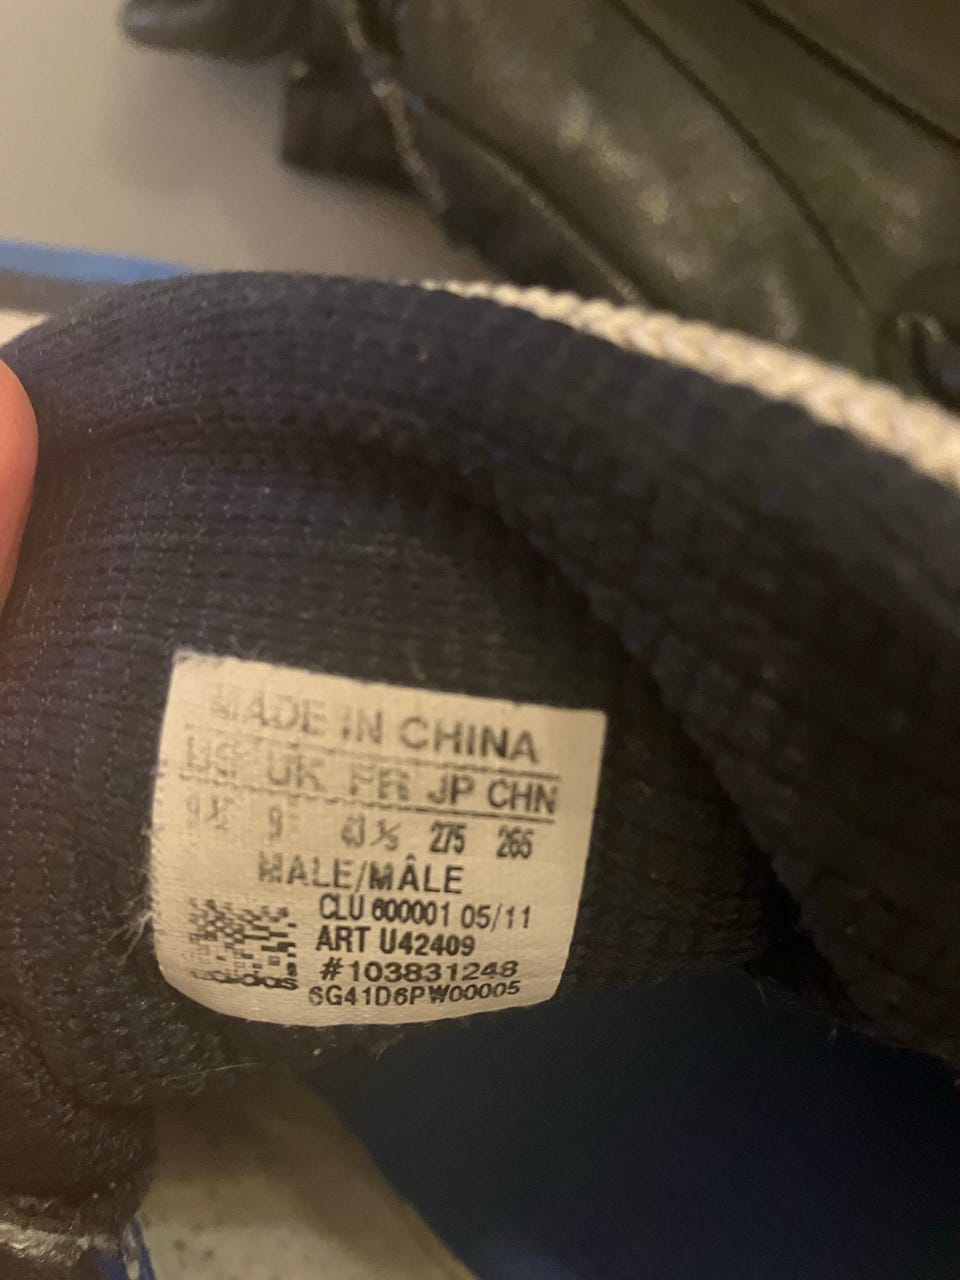 MADE IN CHINA
US UK FR JP CHN
9½ 9 43⅓ 275 265
MALE/MÂLE
CLU 600001 05/11
ART U42409
#103831248
6G41D6PW00005
adidas